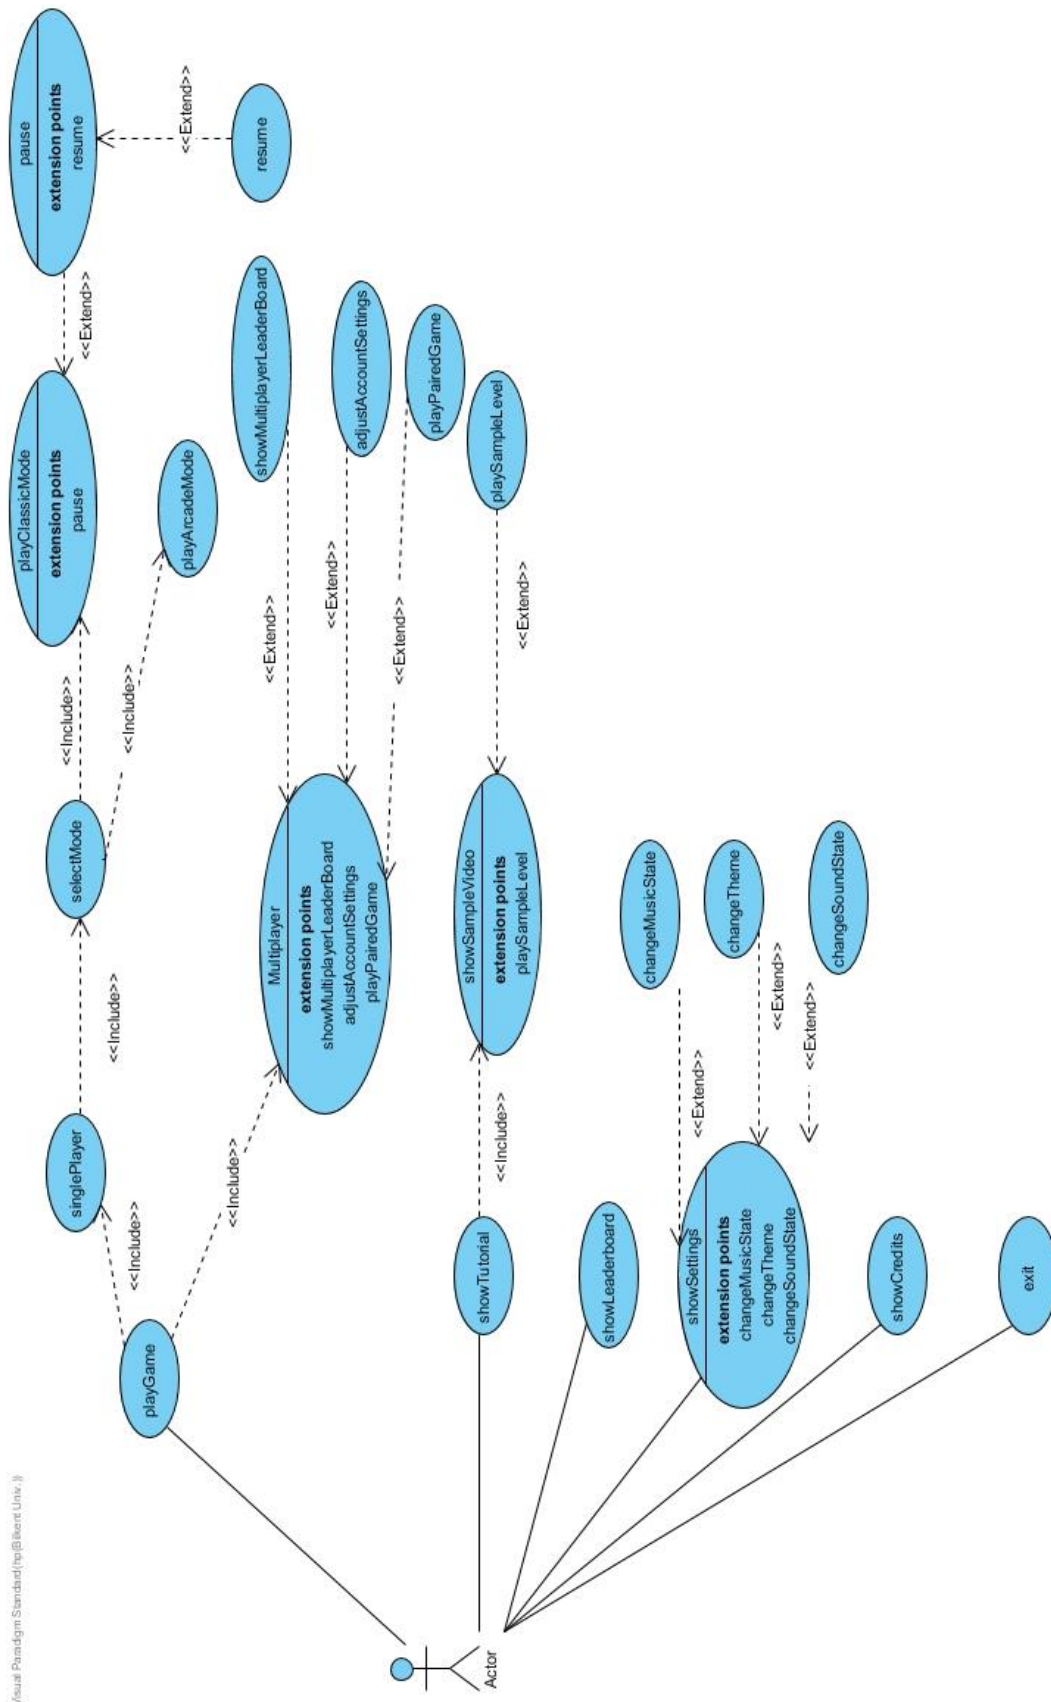 Visual Paradigm Standard(hp(Bilkent Univ.))
pause
extension points
resume
<<Extend>>
resume
<<Extend>>
playClassicMode
extension points
pause
playArcadeMode
<<Include>>
<<Include>>
selectMode
<<Include>>
singlePlayer
<<Include>>
playGame
<<Include>>
showMultiplayerLeaderBoard
adjustAccountSettings
playPairedGame
<<Extend>>
<<Extend>>
<<Extend>>
Multiplayer
extension points
showMultiplayerLeaderBoard
adjustAccountSettings
playPairedGame
playSampleLevel
<<Extend>>
showSampleVideo
extension points
playSampleLevel
<<Include>>
showTutorial
showLeaderboard
changeMusicState
changeTheme
changeSoundState
<<Extend>>
<<Extend>>
<<Extend>>
showSettings
extension points
changeMusicState
changeTheme
changeSoundState
showCredits
exit
Actor